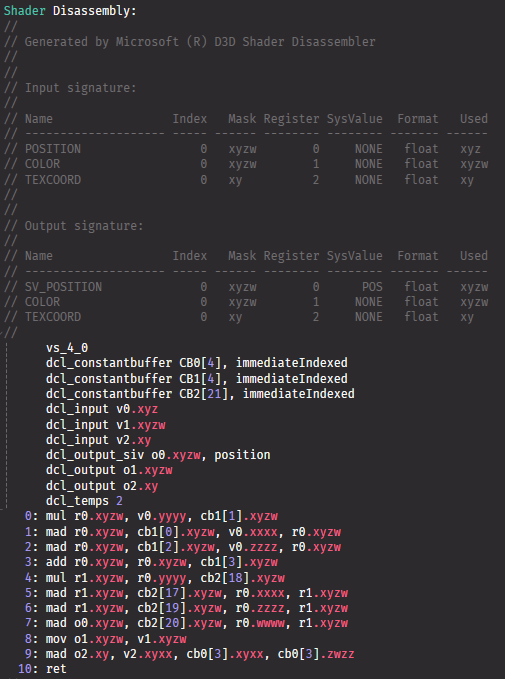 Shader Disassembly:
//
// Generated by Microsoft (R) D3D Shader Disassembler
//
//
// Input signature:
//
// Name                 Index   Mask Register SysValue  Format   Used
// -------------------- ----- ------ -------- -------- ------- ------
// POSITION                 0   xyzw        0     NONE   float   xyz
// COLOR                    0   xyzw        1     NONE   float   xyzw
// TEXCOORD                 0   xy          2     NONE   float   xy
//
//
// Output signature:
//
// Name                 Index   Mask Register SysValue  Format   Used
// -------------------- ----- ------ -------- -------- ------- ------
// SV_POSITION              0   xyzw        0      POS   float   xyzw
// COLOR                    0   xyzw        1     NONE   float   xyzw
// TEXCOORD                 0   xy          2     NONE   float   xy
//
      vs_4_0
      dcl_constantbuffer CB0[4], immediateIndexed
      dcl_constantbuffer CB1[4], immediateIndexed
      dcl_constantbuffer CB2[21], immediateIndexed
      dcl_input v0.xyz
      dcl_input v1.xyzw
      dcl_input v2.xy
      dcl_output_siv o0.xyzw, position
      dcl_output o1.xyzw
      dcl_output o2.xy
      dcl_temps 2
   0: mul r0.xyzw, v0.yyyy, cb1[1].xyzw
   1: mad r0.xyzw, cb1[0].xyzw, v0.xxxx, r0.xyzw
   2: mad r0.xyzw, cb1[2].xyzw, v0.zzzz, r0.xyzw
   3: add r0.xyzw, r0.xyzw, cb1[3].xyzw
   4: mul r1.xyzw, r0.yyyy, cb2[18].xyzw
   5: mad r1.xyzw, cb2[17].xyzw, r0.xxxx, r1.xyzw
   6: mad r1.xyzw, cb2[19].xyzw, r0.zzzz, r1.xyzw
   7: mad o0.xyzw, cb2[20].xyzw, r0.wwww, r1.xyzw
   8: mov o1.xyzw, v1.xyzw
   9: mad o2.xy, v2.xyxx, cb0[3].xyxx, cb0[3].zwzz
  10: ret